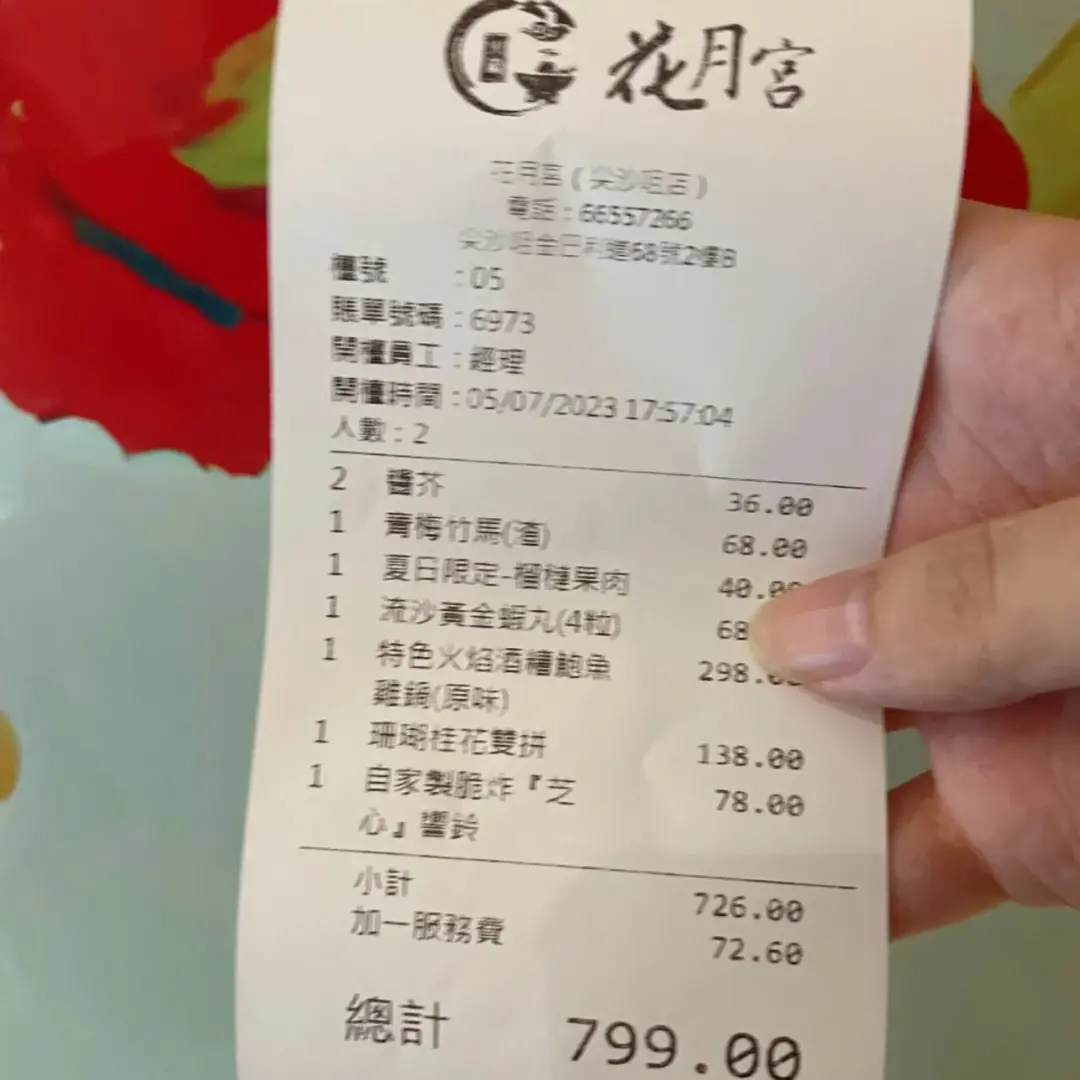 花月宮
花月宮(尖沙咀店)
電話:66557266
尖沙咀金巴利道68號2樓B
檯號 :05
賬單號碼:6973
開檯員工:經理
開檯時間:05/07/2023 17:57:04
人數:2
2 醬芥 36.00
1 青梅竹馬(渣) 68.00
1 夏日限定-榴槤果肉 40.00
1 流沙黃金蝦丸(4粒) 68
1 特色火焰酒糟鮑魚 298.
雞鍋(原味)
1 珊瑚桂花雙拼 138.00
1 自家製脆炸『芝 78.00
心』響鈴
小計 726.00
加一服務費 72.60
總計 799.00